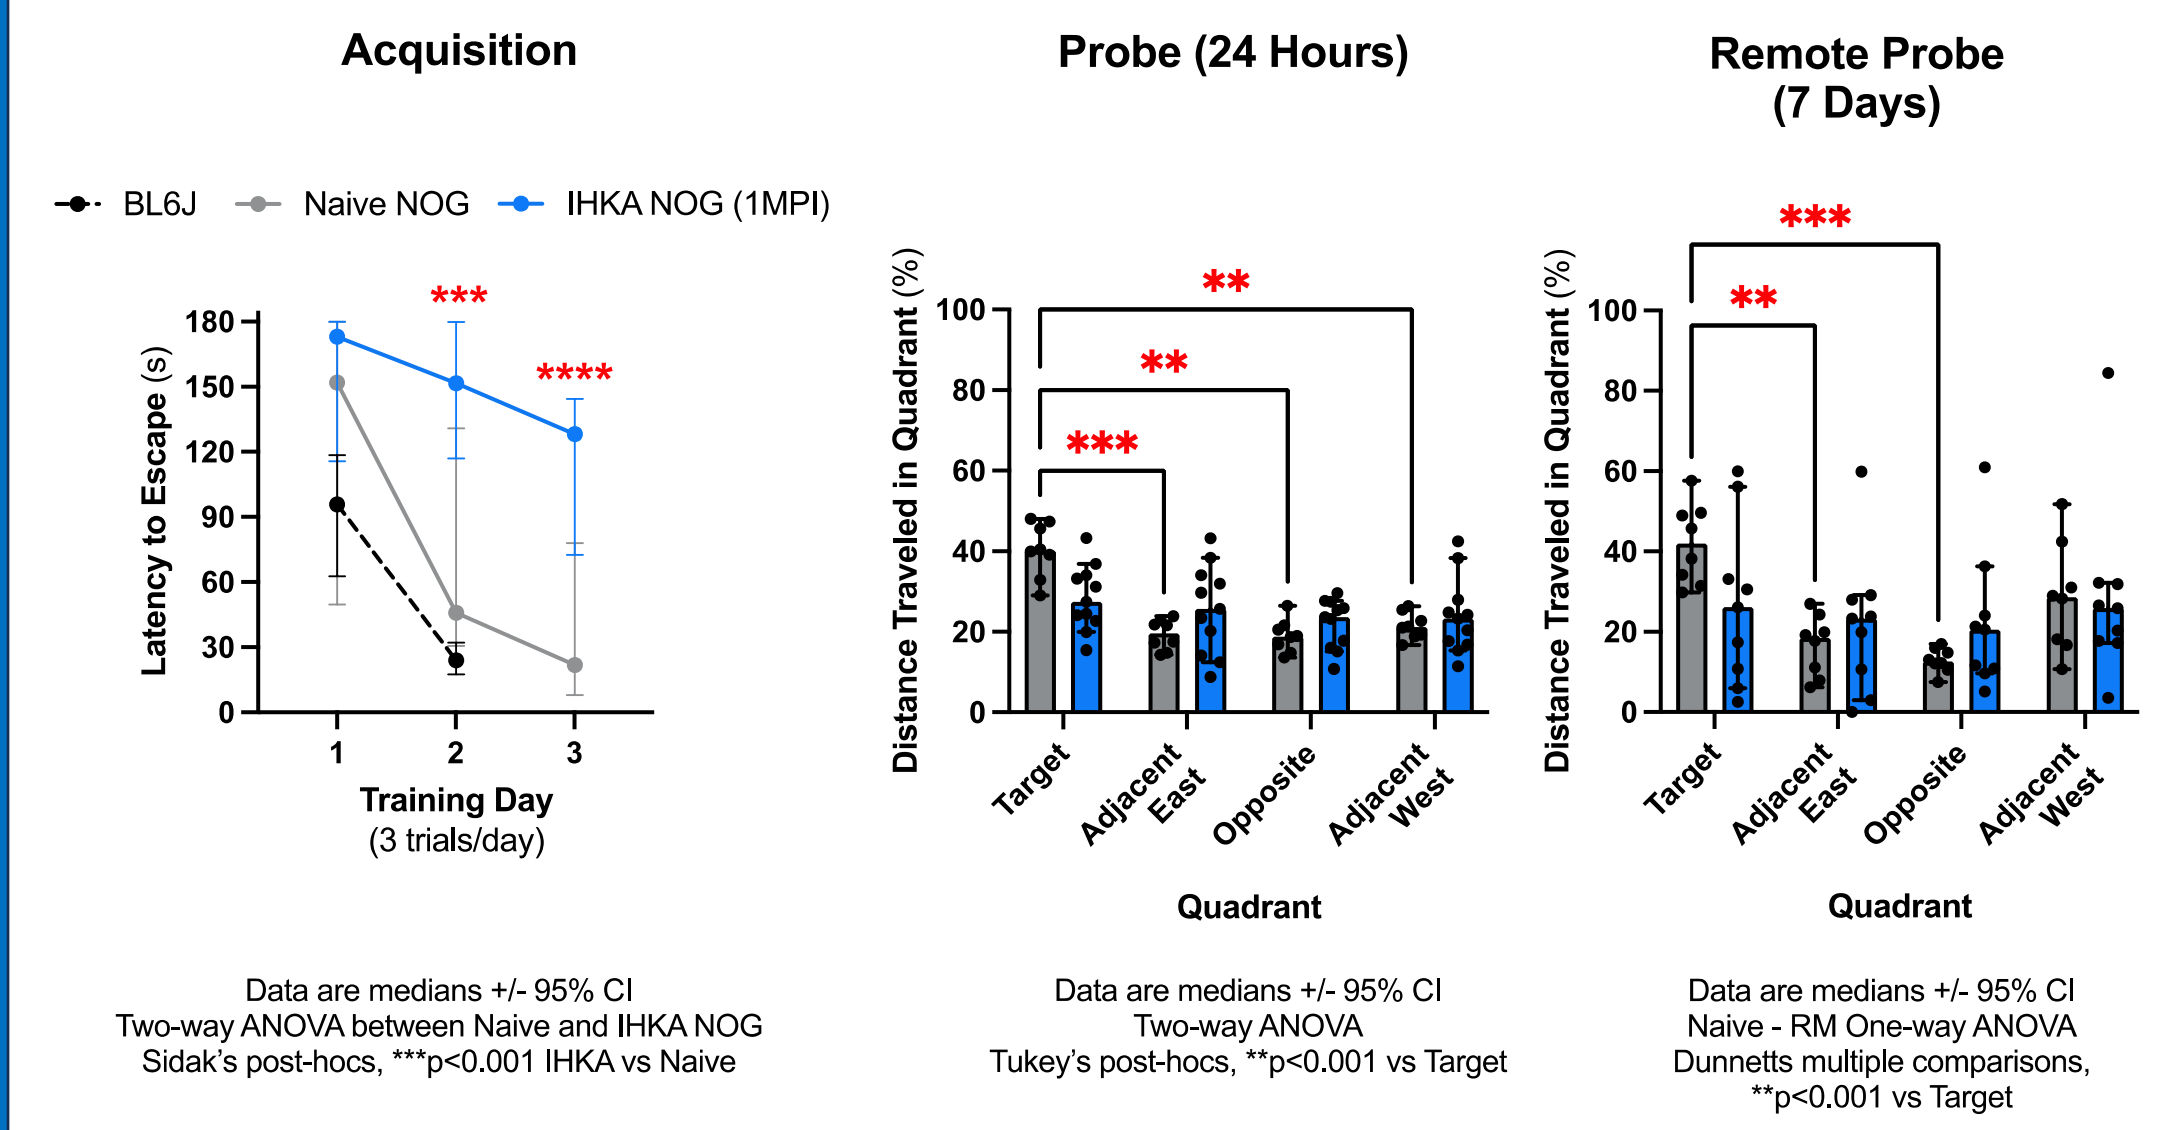 Acquisition
BL6J
Naive NOG
IHKA NOG (1MPI)
***
****
Latency to Escape (s)
180
150
120
90
60
30
0
1
2
3
Training Day
(3 trials/day)
Data are medians +/- 95% CI
Two-way ANOVA between Naive and IHKA NOG
Sidak's post-hocs, ***p<0.001 IHKA vs Naive
Probe (24 Hours)
**
**
***
Distance Traveled in Quadrant (%)
100
80
60
40
20
0
Target
Adjacent
East
Opposite
Adjacent
West
Quadrant
Data are medians +/- 95% CI
Two-way ANOVA
Tukey's post-hocs, **p<0.001 vs Target
Remote Probe
(7 Days)
***
**
Distance Traveled in Quadrant (%)
100
80
60
40
20
0
Target
Adjacent
East
Opposite
Adjacent
West
Quadrant
Data are medians +/- 95% CI
Naive - RM One-way ANOVA
Dunnetts multiple comparisons,
**p<0.001 vs Target